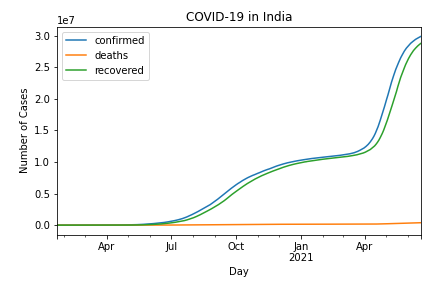 COVID-19 in India
1e7
confirmed
deaths
recovered
3.0
2.5
2.0
1.5
1.0
0.5
0.0
Number of Cases
Apr Jul Oct Jan Apr
2021
Day